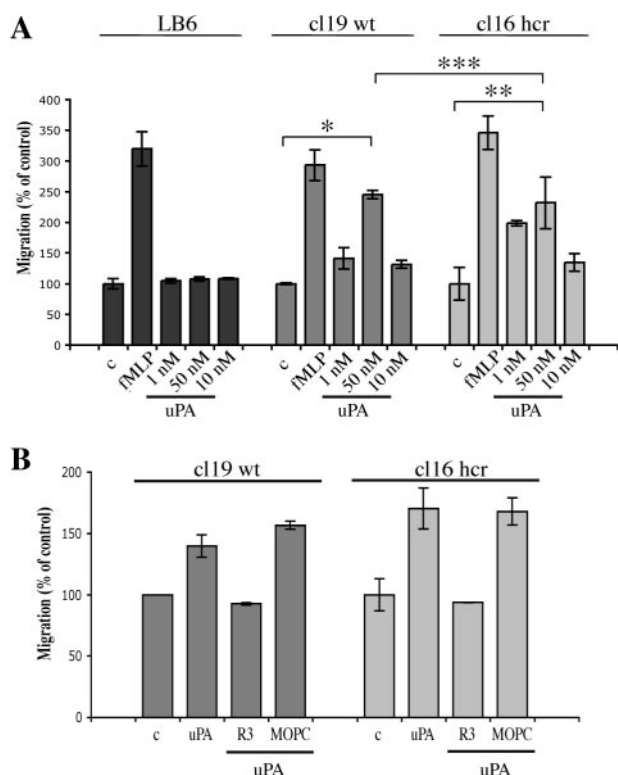 A
LB6 cl19 wt cl16 hcr
***
* **
Migration (% of control)
400
350
300
250
200
150
100
50
0
c fMLP 1 nM 50 nM 10 nM c fMLP 1 nM 50 nM 10 nM c fMLP 1 nM 50 nM 10 nM
uPA uPA uPA
B
cl19 wt cl16 hcr
Migration (% of control)
200
150
100
50
0
c uPA R3 MOPC c uPA R3 MOPC
uPA uPA